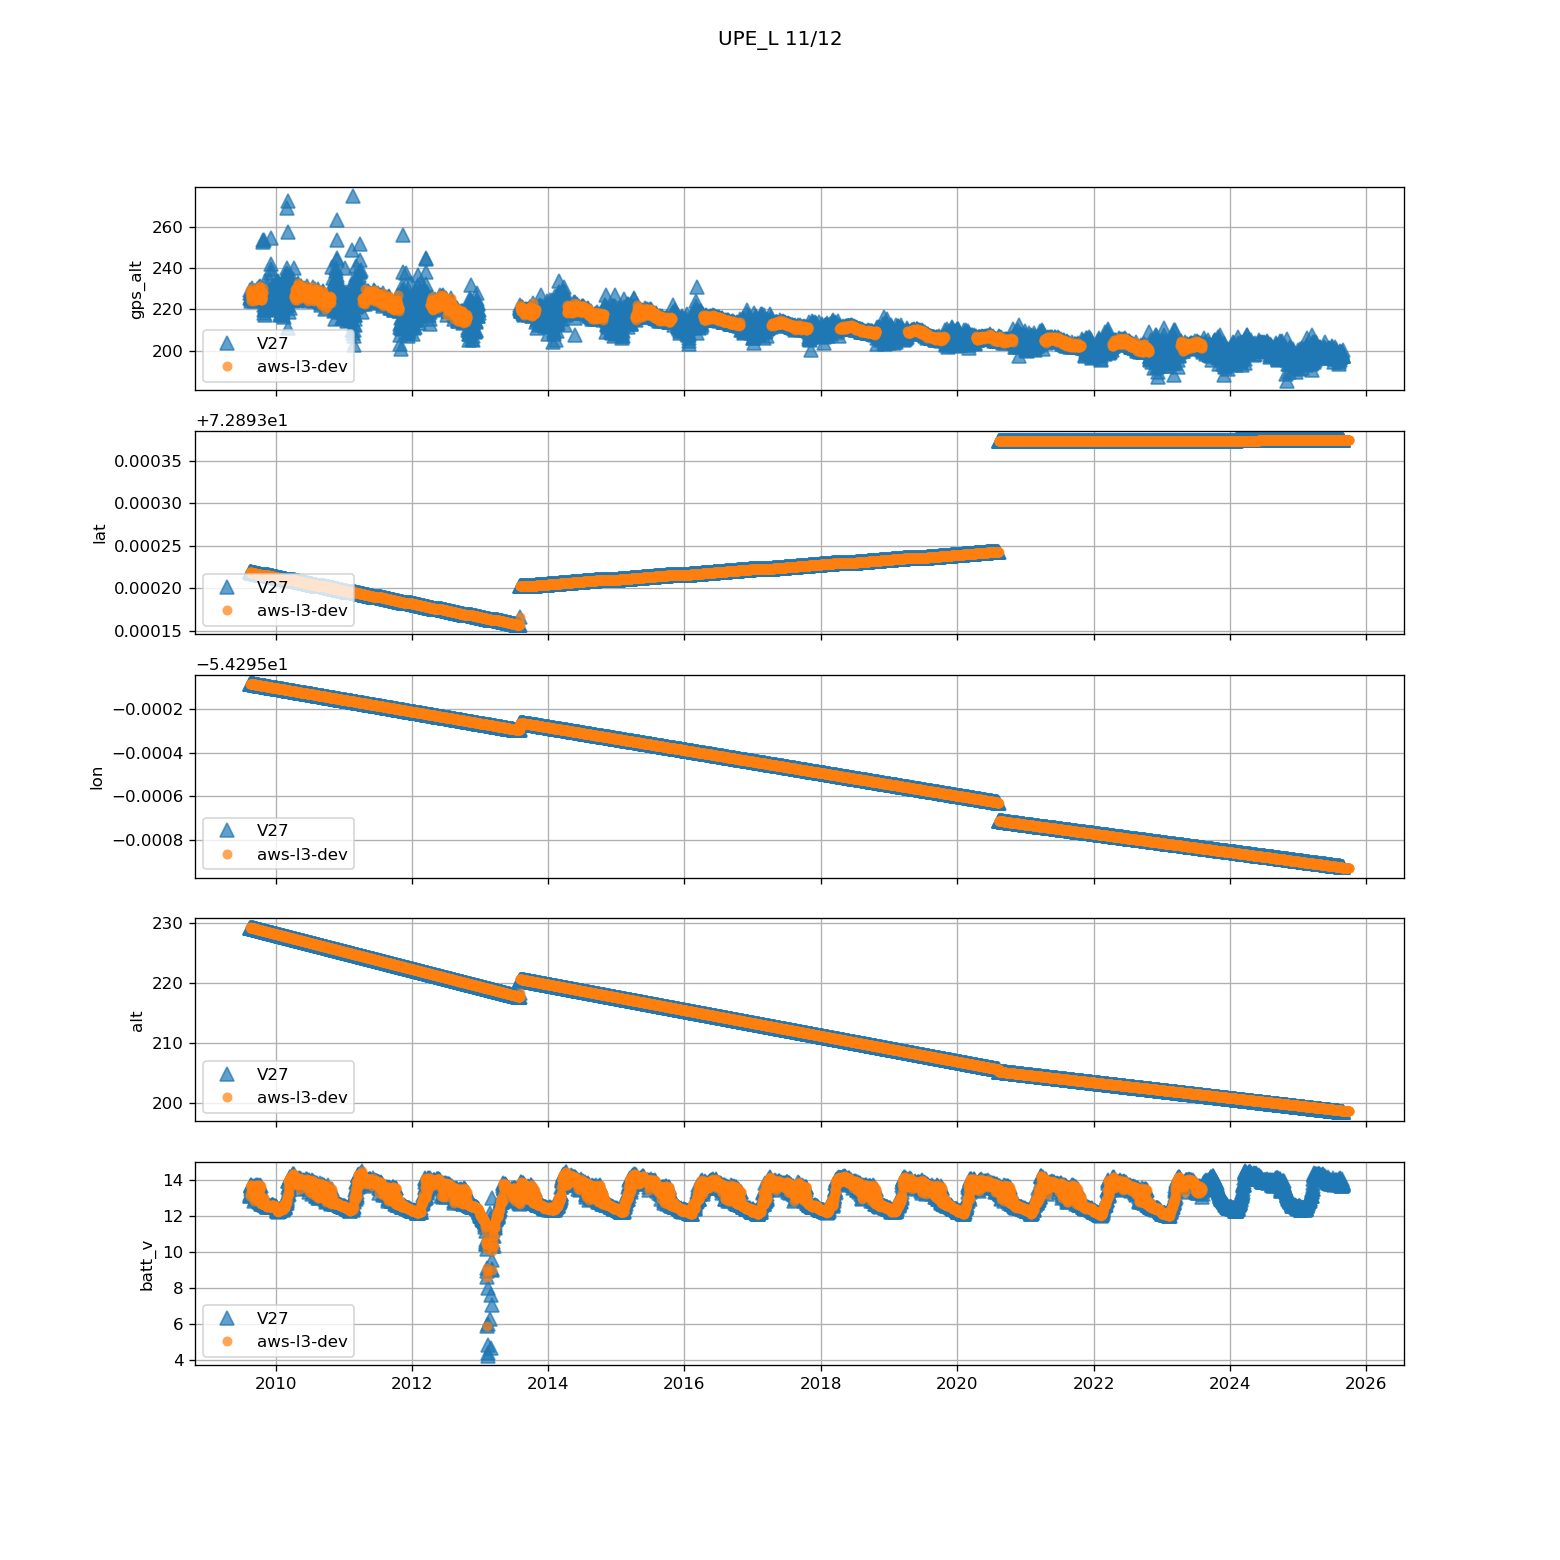 UPE_L 11/12
260
240
220
200
gps_alt
V27
aws-l3-dev
+7.2893e1
0.00035
0.00030
0.00025
0.00020
0.00015
lat
V27
aws-l3-dev
−5.4295e1
−0.0002
−0.0004
−0.0006
−0.0008
lon
V27
aws-l3-dev
230
220
210
200
alt
V27
aws-l3-dev
14
12
10
8
6
4
batt_v
V27
aws-l3-dev
2010 2012 2014 2016 2018 2020 2022 2024 2026